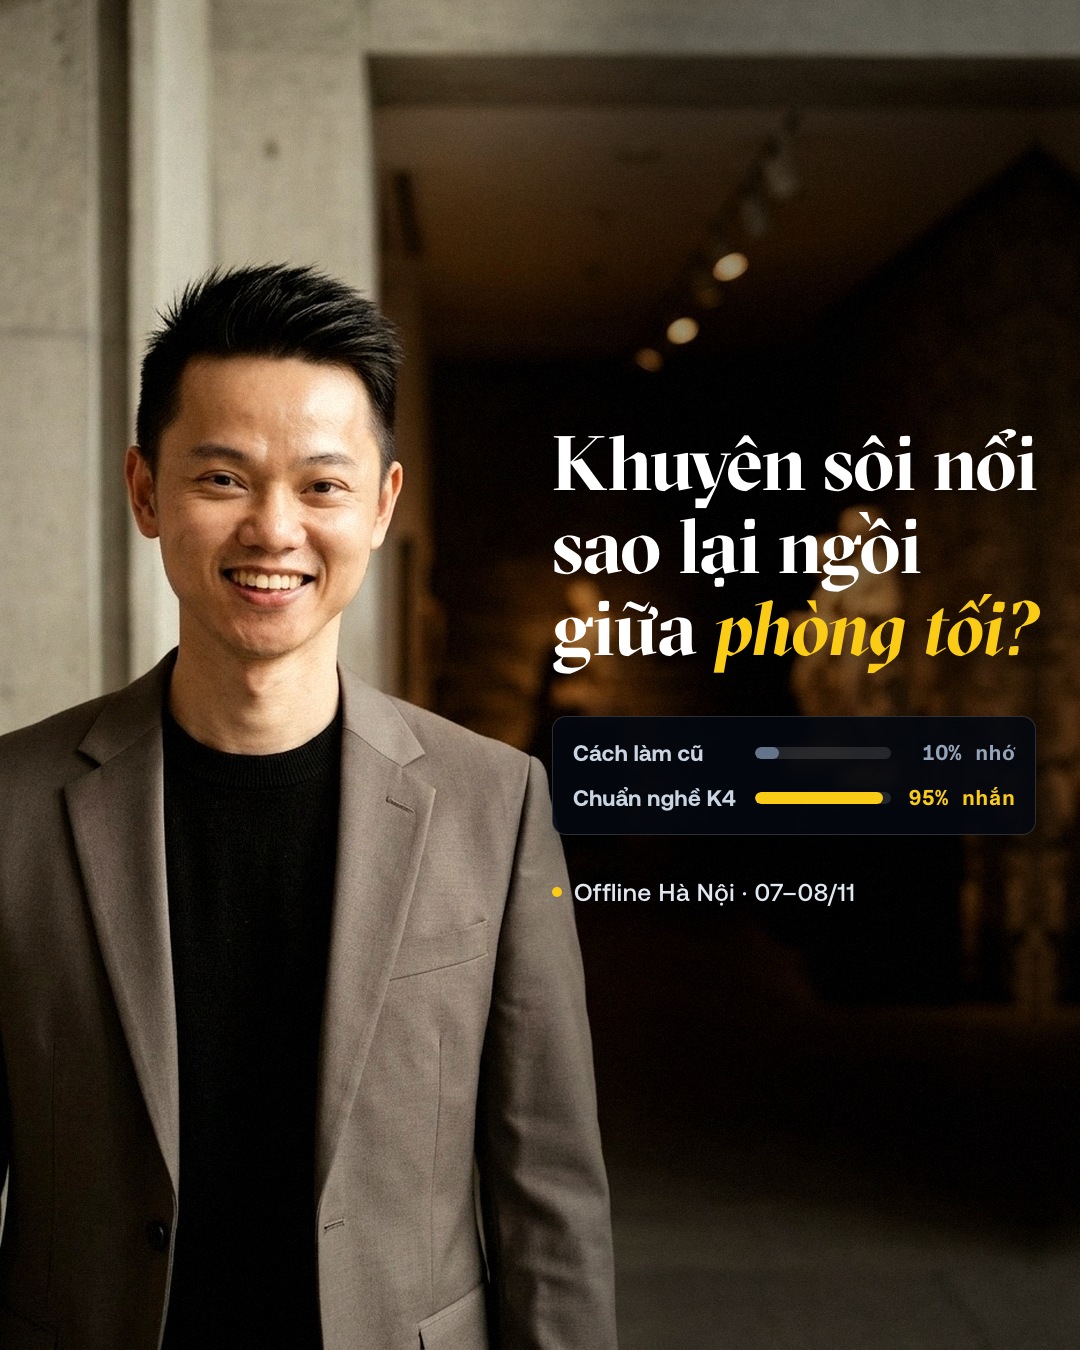 Khuyên sôi nổi
sao lại ngồi
giữa phòng tối?
Cách làm cũ 10% nhớ
Chuẩn nghề K4 95% nhắn
Offline Hà Nội · 07–08/11